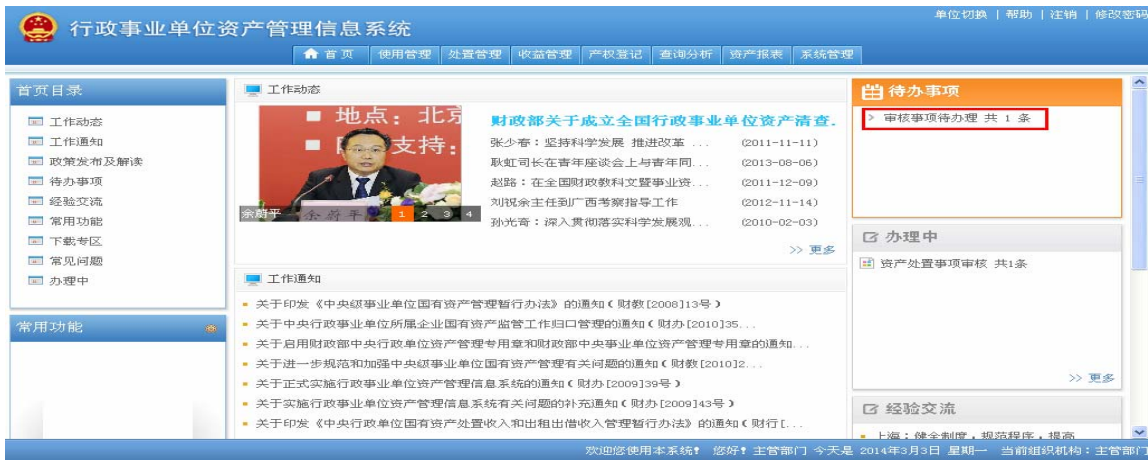 单位切换 | 帮助 | 注销 | 修改密码
行政事业单位资产管理信息系统
首页 使用管理 处置管理 收益管理 产权登记 查询分析 资产报表 系统管理
首页目录
工作动态
工作通知
政策发布及解读
待办事项
经验交流
常用功能
下载专区
常见问题
办理中
常用功能
工作动态
地点：北京
支持：
余蔚平
余蔚平
1 2 3 4
财政部关于成立全国行政事业单位资产清查.
张少春：坚持科学发展 推进改革 ... (2011-11-11)
耿虹司长在青年座谈会上与青年同... (2013-08-06)
赵路：在全国财政教科文暨事业资... (2011-12-09)
刘祝余主任到广西考察指导工作 (2012-11-14)
孙光奇：深入贯彻落实科学发展观... (2010-02-03)
>> 更多
工作通知
关于印发《中央级事业单位国有资产管理暂行办法》的通知（财教[2008]13号）
关于中央行政事业单位所属企业国有资产监管工作归口管理的通知（财办[2010]35...
关于启用财政部中央行政单位资产管理专用章和财政部中央事业单位资产管理专用章的通知...
关于进一步规范和加强中央级事业单位国有资产管理有关问题的通知（财教[2010]2...
关于正式实施行政事业单位资产管理信息系统的通知（财办[2009]39号）
关于实施行政事业单位资产管理信息系统有关问题的补充通知（财办[2009]43号）
关于印发《中央行政单位国有资产处置收入和出租出借收入管理暂行办法》的通知（财行[...
待办事项
> 审核事项待办理 共 1 条
办理中
资产处置事项审核 共1条
>> 更多
经验交流
上海：健全制度，规范程序，提高
欢迎您使用本系统！ 您好！主管部门 今天是 2014年3月3日 星期一 当前组织机构：主管部门